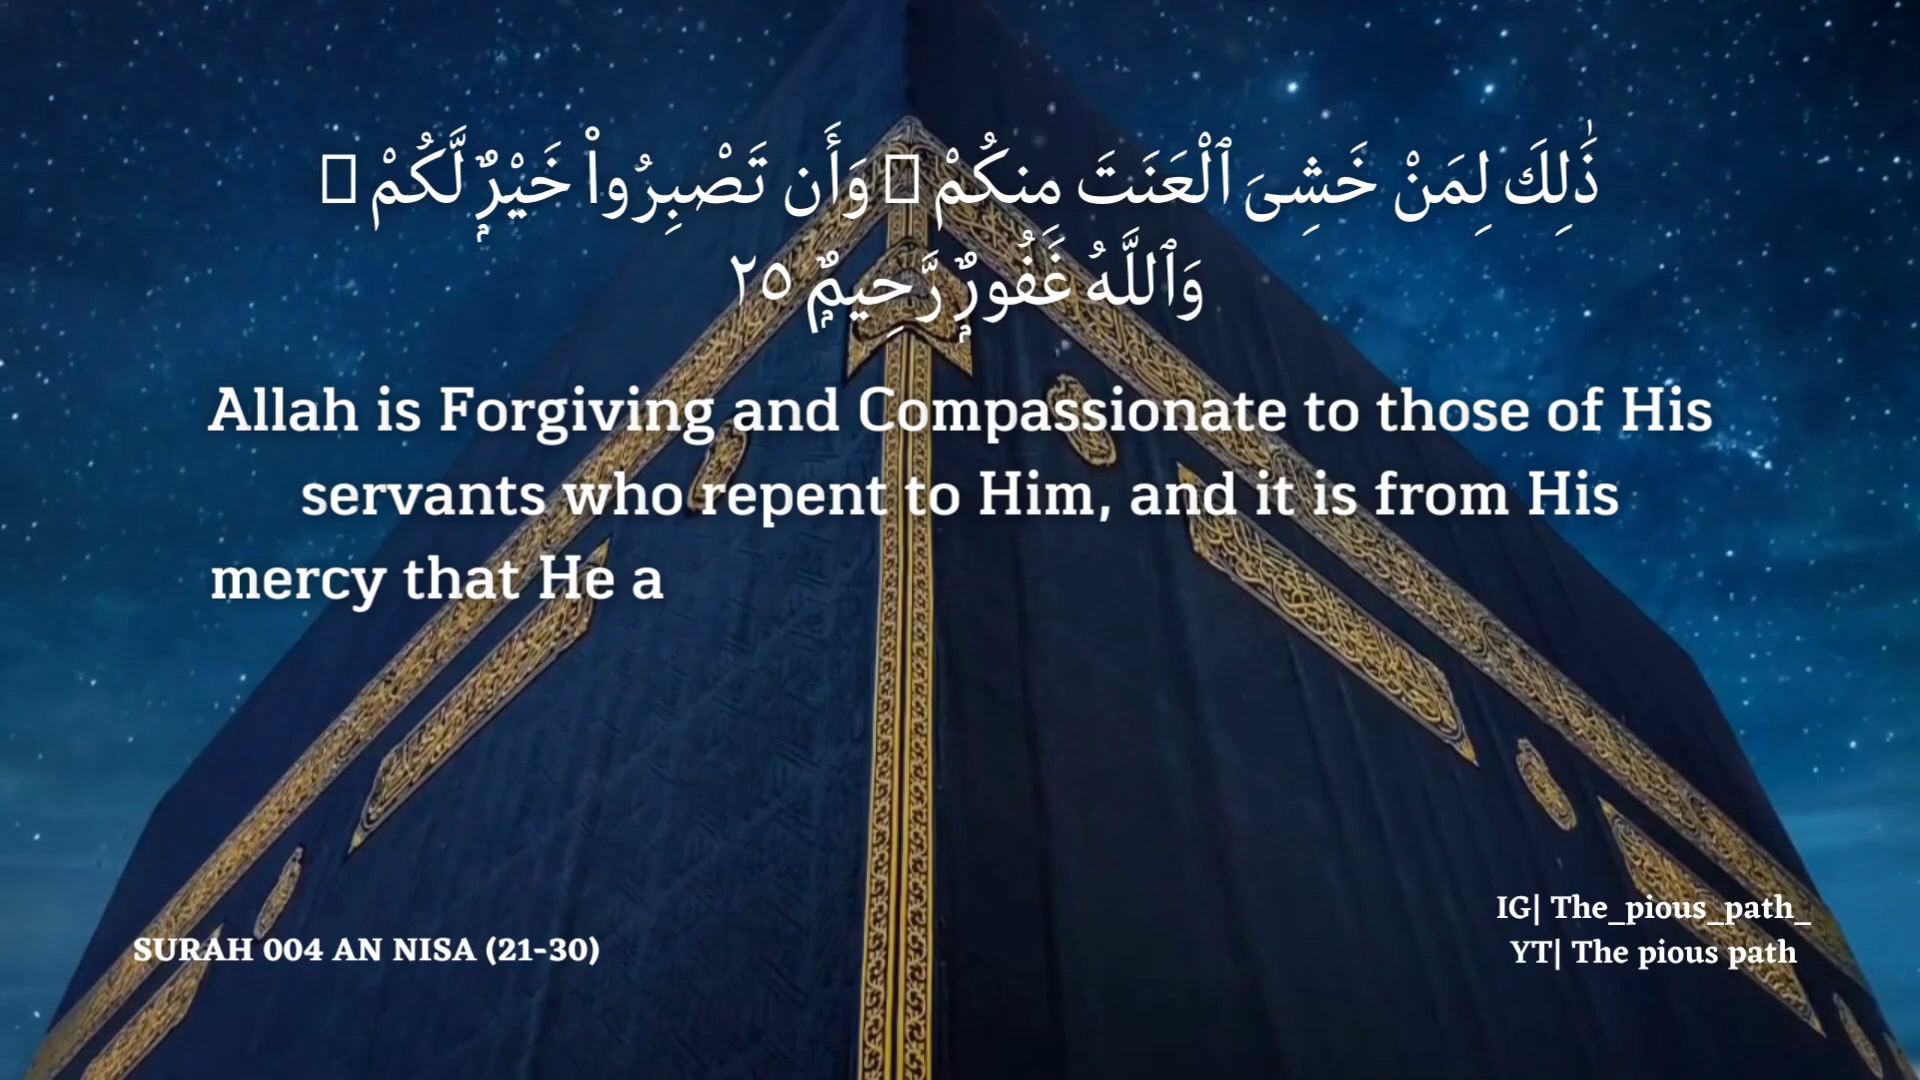 ذَٰلِكَ لِمَنْ خَشِىَ ٱلْعَنَتَ مِنكُمْ ۚ وَأَن تَصْبِرُوا۟ خَيْرٌۭ لَّكُمْ ۗ
وَٱللَّهُ غَفُورٌۭ رَّحِيمٌۭ ٢٥
Allah is Forgiving and Compassionate to those of His
servants who repent to Him, and it is from His
mercy that He a
SURAH 004 AN NISA (21-30)
IG| The_pious_path_
YT| The pious path